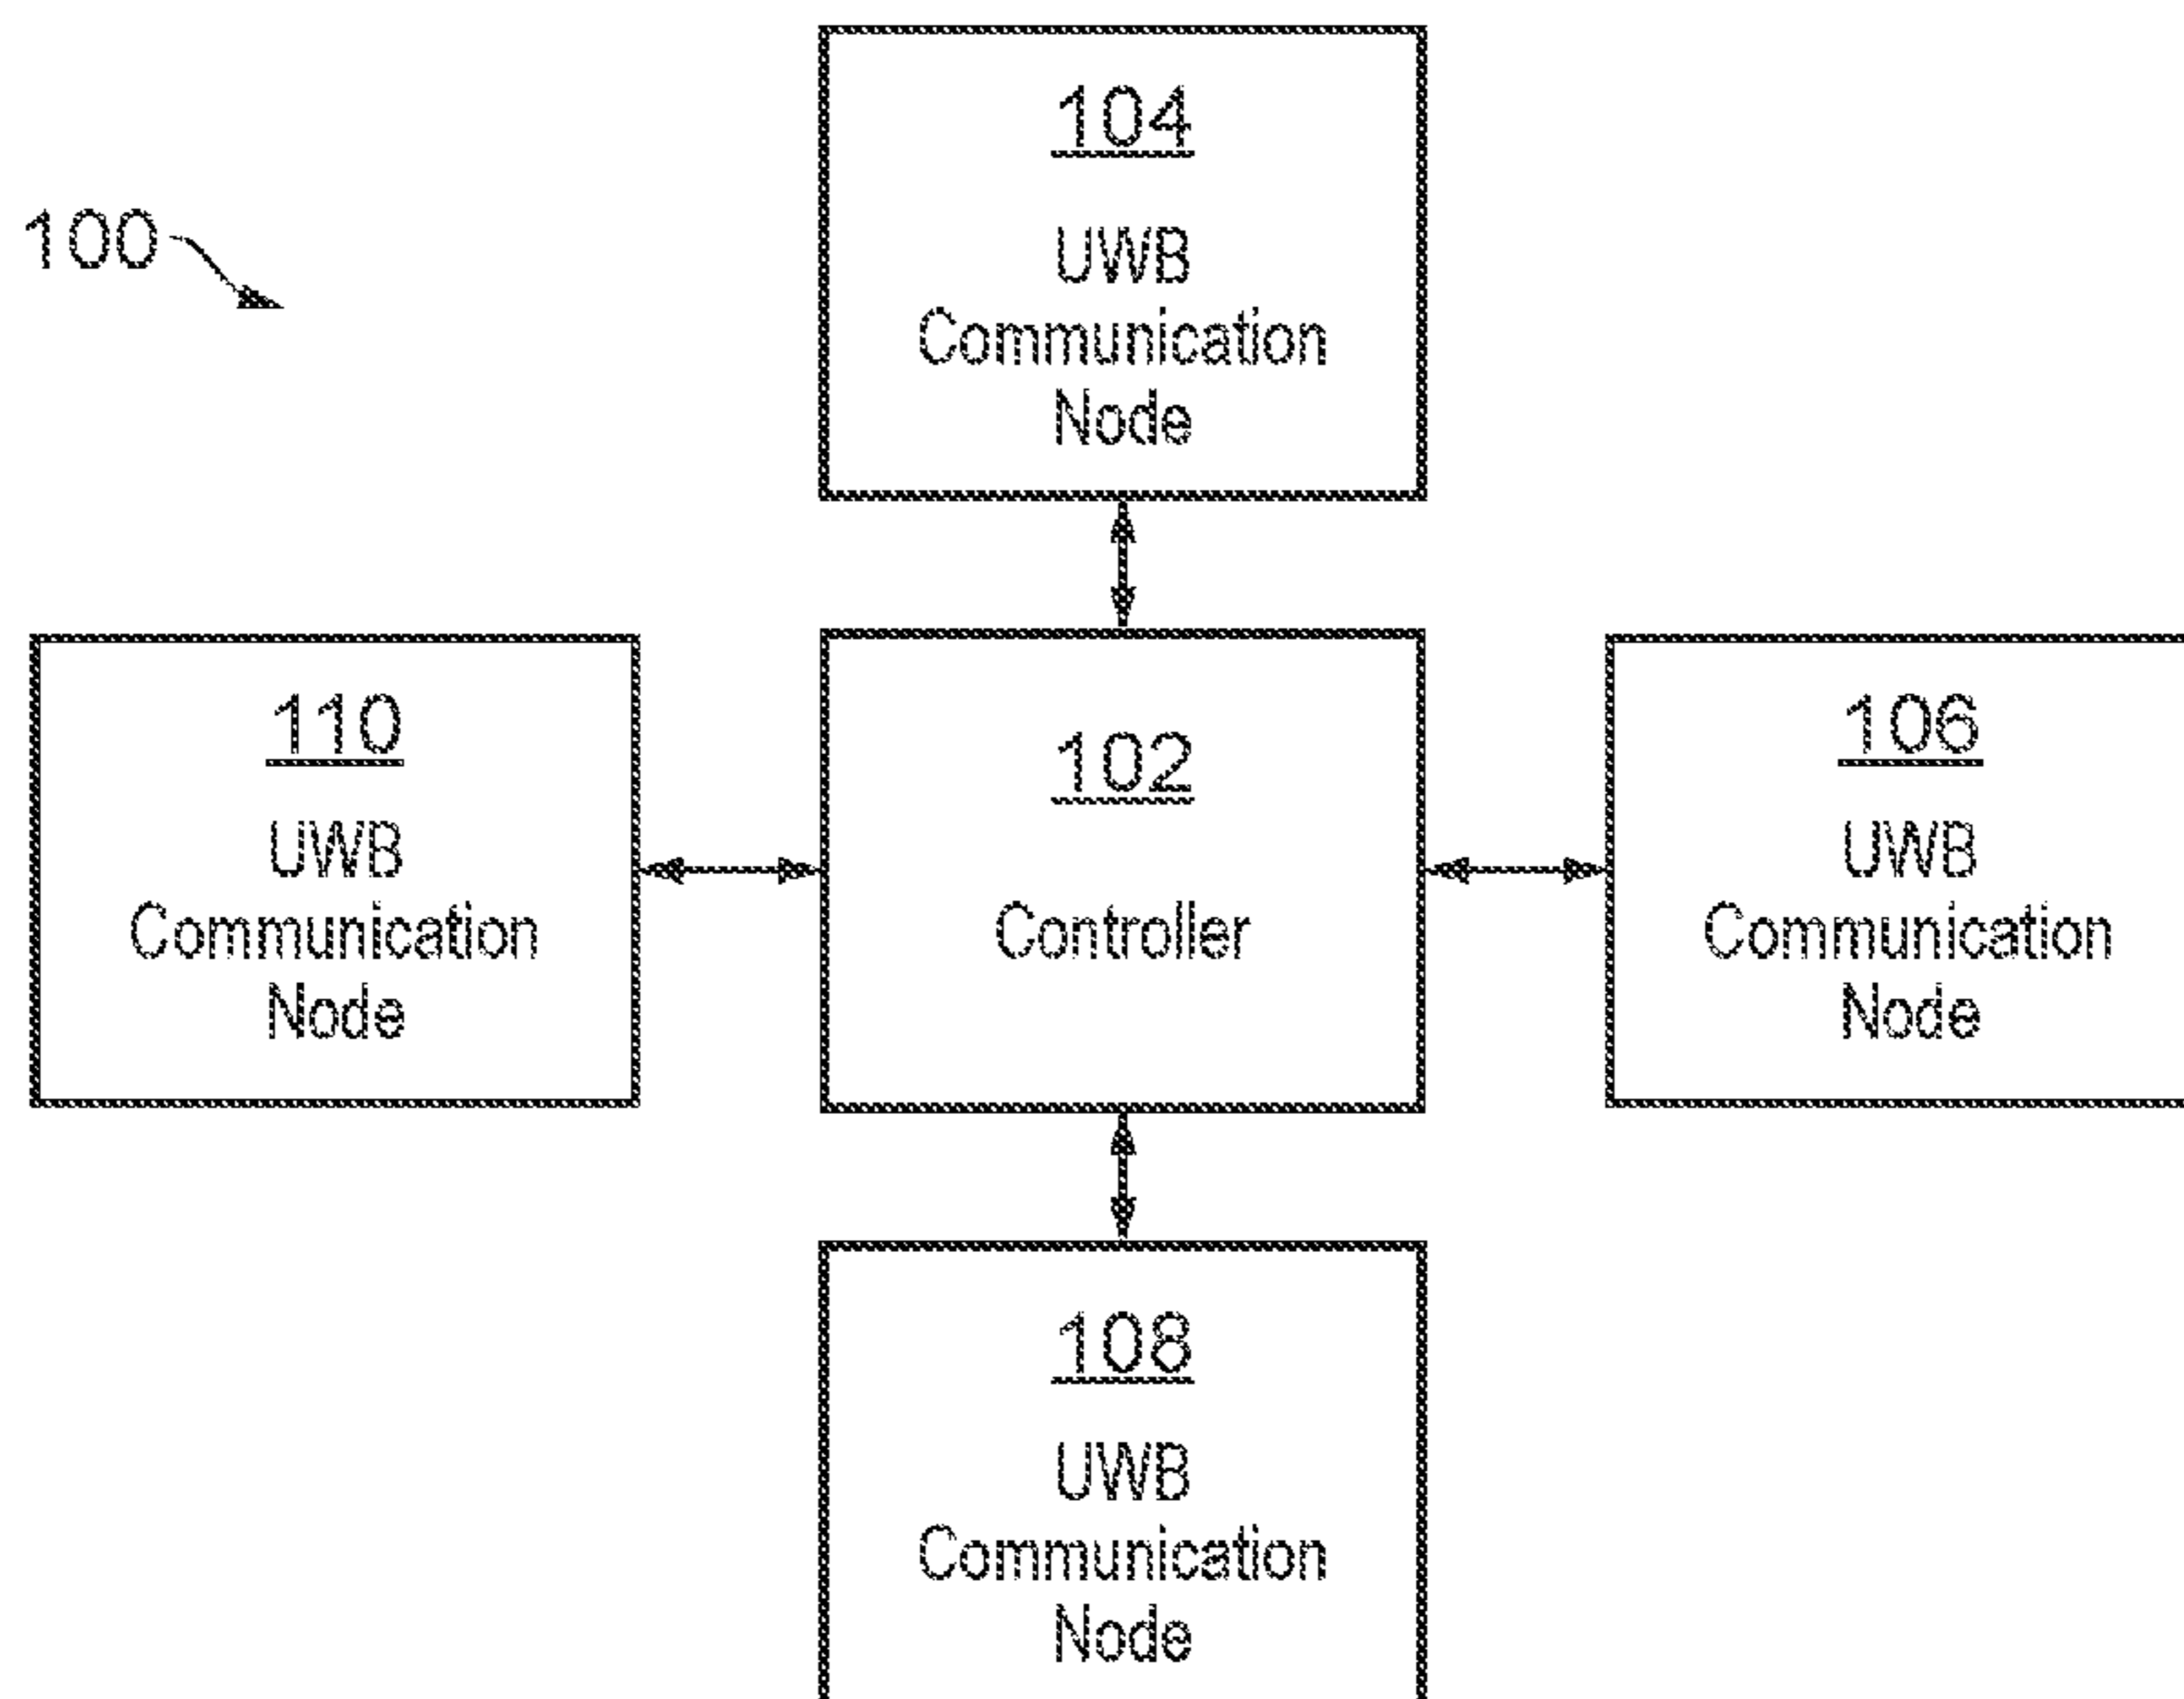 104
UWB
Communication
Node
100
110
UWB
Communication
Node
102
Controller
106
UWB
Communication
Node
108
UWB
Communication
Node